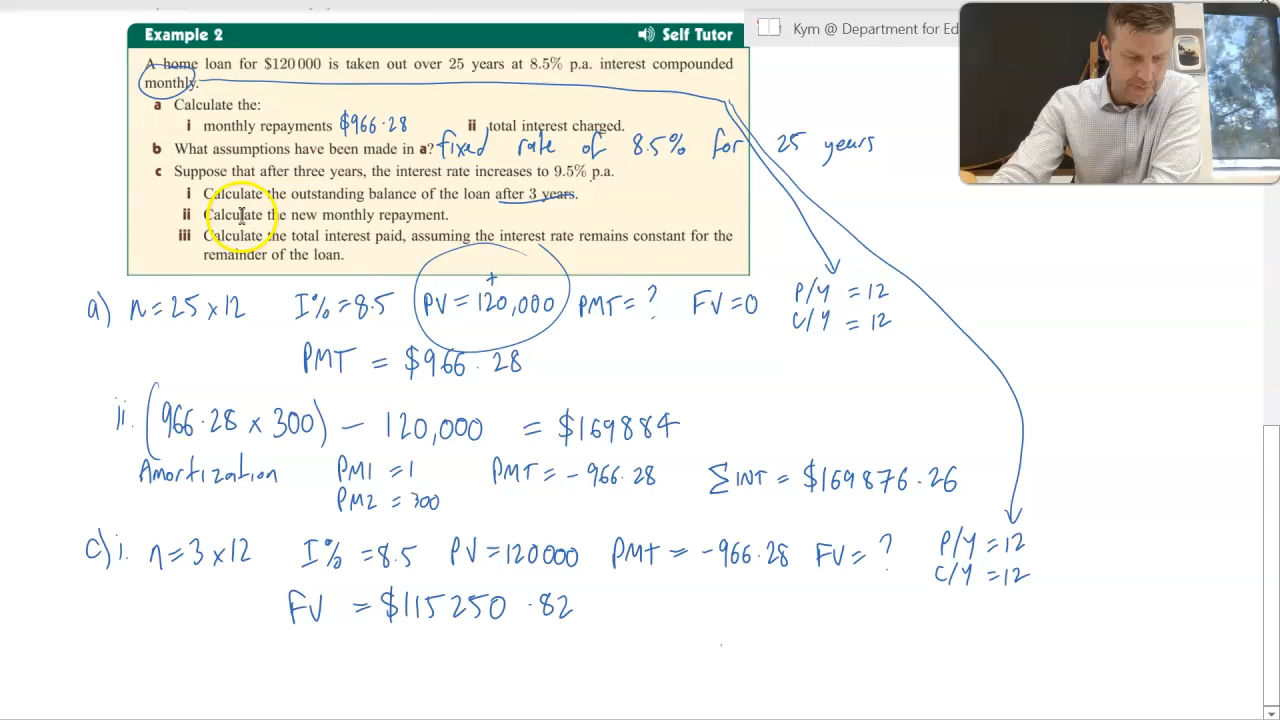 Example 2 Self Tutor
Kym @ Department for Ed
A home loan for $120 000 is taken out over 25 years at 8.5% p.a. interest compounded
monthly.
a Calculate the:
i monthly repayments $966.28 ii total interest charged.
b What assumptions have been made in a? fixed rate of 8.5% for 25 years
c Suppose that after three years, the interest rate increases to 9.5% p.a.
i Calculate the outstanding balance of the loan after 3 years.
ii Calculate the new monthly repayment.
iii Calculate the total interest paid, assuming the interest rate remains constant for the
remainder of the loan.
+
a) n=25×12 I%=8.5 PV=120,000 PMT=? FV=0 P/Y=12
C/Y=12
PMT = $966.28
ii. (966.28 × 300) − 120,000 = $169884
Amortization PM1=1 PMT=−966.28 ΣINT = $169876.26
PM2=300
c) i. n=3×12 I%=8.5 PV=120000 PMT=−966.28 FV=? P/Y=12
C/Y=12
FV = $115250.82